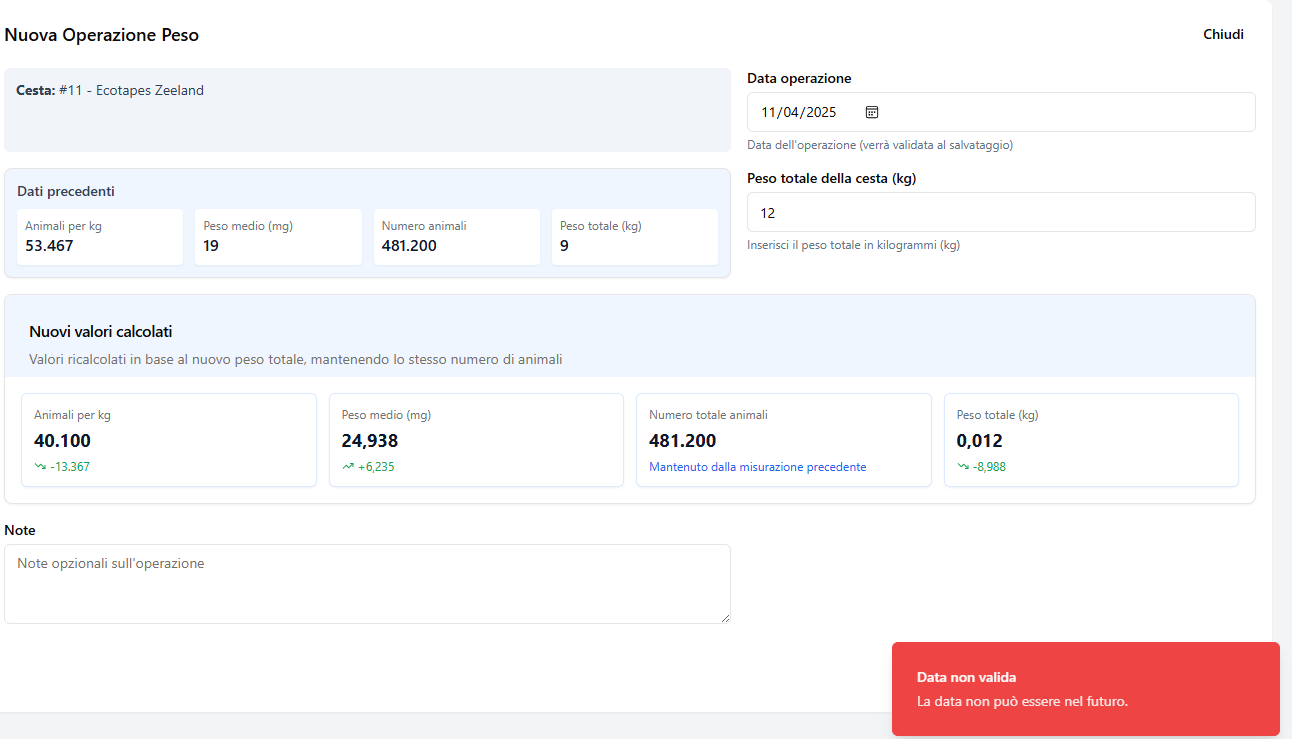 Nuova Operazione Peso
Chiudi
Cesta: #11 - Ecotapes Zeeland
Data operazione
11/04/2025
Data dell'operazione (verrà validata al salvataggio)
Dati precedenti
Animali per kg
53.467
Peso medio (mg)
19
Numero animali
481.200
Peso totale (kg)
9
Peso totale della cesta (kg)
12
Inserisci il peso totale in kilogrammi (kg)
Nuovi valori calcolati
Valori ricalcolati in base al nuovo peso totale, mantenendo lo stesso numero di animali
Animali per kg
40.100
-13.367
Peso medio (mg)
24,938
+6,235
Numero totale animali
481.200
Mantenuto dalla misurazione precedente
Peso totale (kg)
0,012
-8,988
Note
Note opzionali sull'operazione
Data non valida
La data non può essere nel futuro.